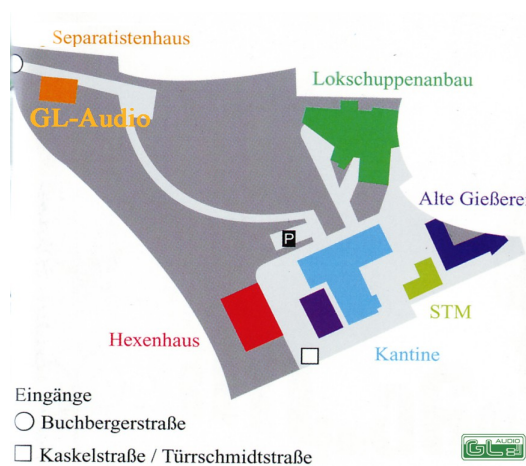 Separatistenhaus
Lokschuppenanbau
GL-Audio
Alte Gießere
P
STM
Hexenhaus
Kantine
Eingänge
Buchbergerstraße
Kaskelstraße / Türrschmidtstraße
AUDIO
GL